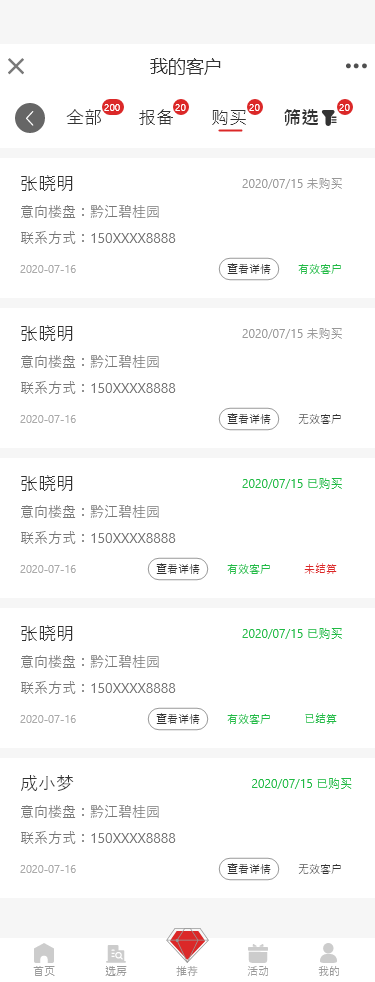 我的客户
全部 200 报备 20 购买 20 筛选 20
张晓明 2020/07/15 未购买
意向楼盘：黔江碧桂园
联系方式：150XXXX8888
2020-07-16 查看详情 有效客户
张晓明 2020/07/15 未购买
意向楼盘：黔江碧桂园
联系方式：150XXXX8888
2020-07-16 查看详情 无效客户
张晓明 2020/07/15 已购买
意向楼盘：黔江碧桂园
联系方式：150XXXX8888
2020-07-16 查看详情 有效客户 未结算
张晓明 2020/07/15 已购买
意向楼盘：黔江碧桂园
联系方式：150XXXX8888
2020-07-16 查看详情 有效客户 已结算
成小梦 2020/07/15 已购买
意向楼盘：黔江碧桂园
联系方式：150XXXX8888
2020-07-16 查看详情 无效客户
首页 选房 推荐 活动 我的